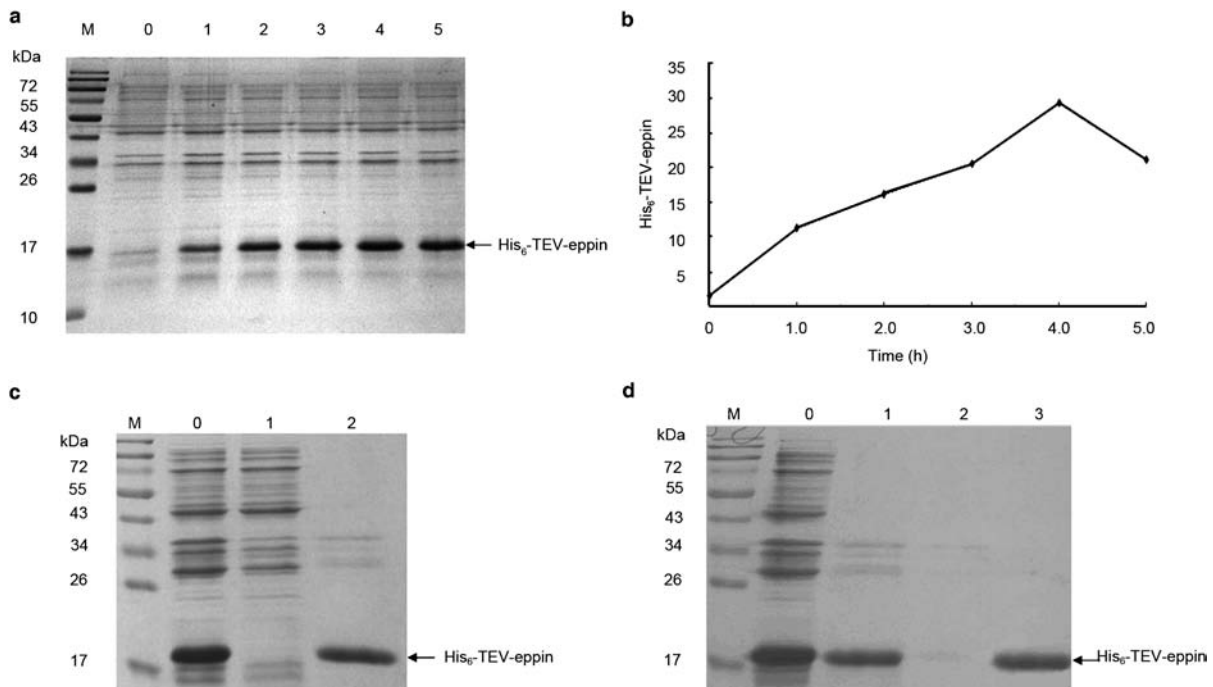 a
M 0 1 2 3 4 5
kDa
72
55
43
34
26
17
10
His₆-TEV-eppin
b
35
30
25
20
15
10
5
His₆-TEV-eppin
0 1.0 2.0 3.0 4.0 5.0
Time (h)
c
M 0 1 2
kDa
72
55
43
34
26
17
His₆-TEV-eppin
d
M 0 1 2 3
kDa
72
55
43
34
26
17
His₆-TEV-eppin